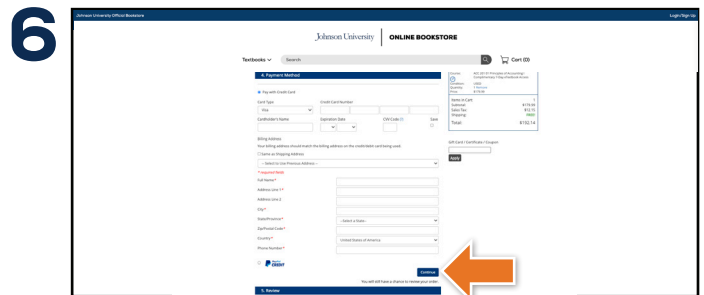 6
Johnson University Official Bookstore
Login/Sign Up
Johnson University ONLINE BOOKSTORE
Textbooks Search Cart (0)
4. Payment Method
Pay with Credit Card
Card Type Credit Card Number
Visa
Cardholder's Name Expiration Date CVV Code Save
Billing Address
Your billing address should match the billing address on the credit/debit card being used.
Same as Shipping Address
-- Select to Use Previous Address --
* required fields
Full Name*
Address Line 1*
Address Line 2
City*
State/Province*
--Select a State--
Zip/Postal Code*
Country*
United States of America
Phone Number*
PayPal CREDIT
Continue
You will still have a chance to review your order.
5. Review
Items in Cart 1
Subtotal:
Sales Tax:
Shipping:
Total:
Gift Card / Certificate / Coupon
Apply